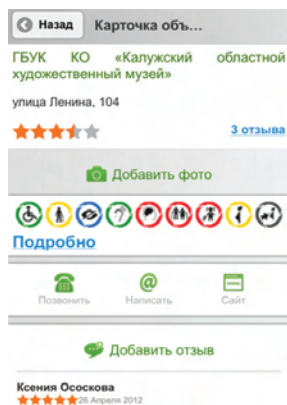 Назад Карточка объ...
ГБУК КО «Калужский областной
художественный музей»
улица Ленина, 104
3 отзыва
Добавить фото
Подробно
Позвонить Написать Сайт
Добавить отзыв
Ксения Ососкова
26 Апреля 2012